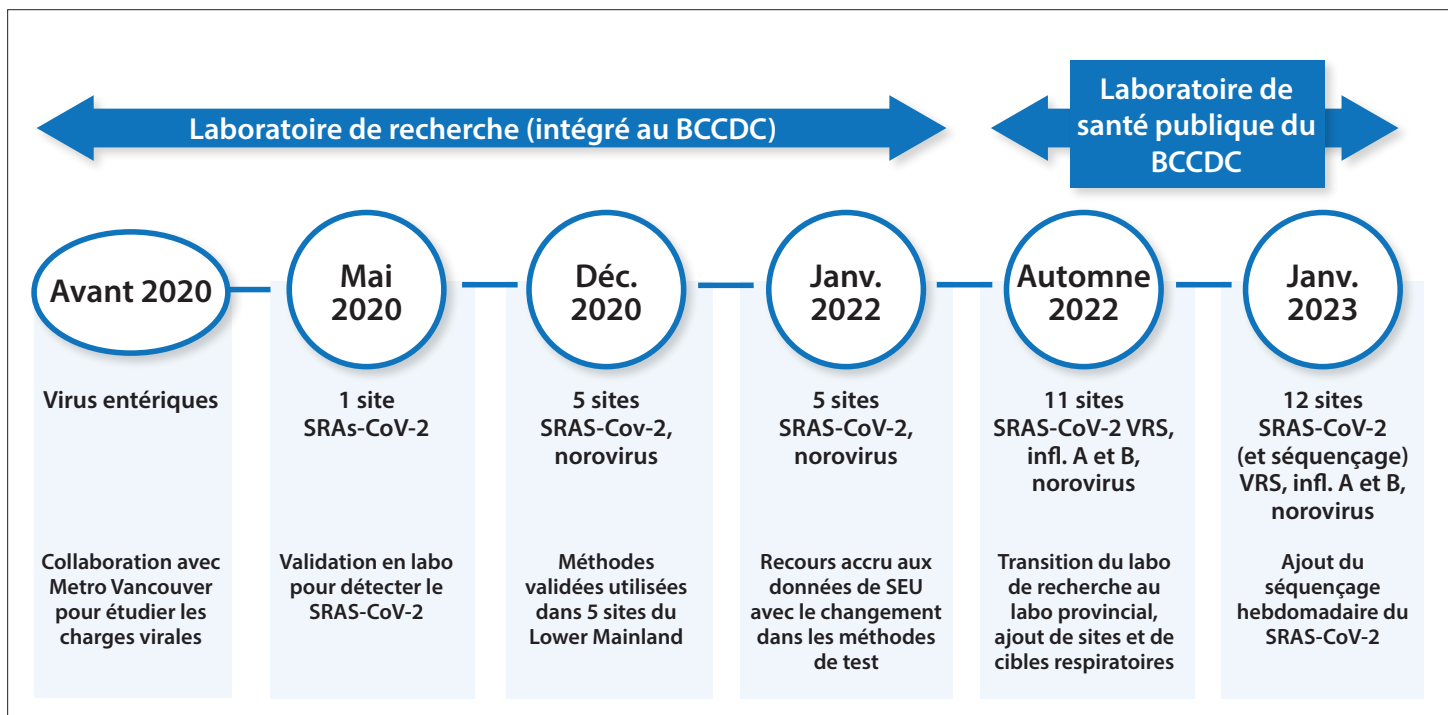 Laboratoire de recherche (intégré au BCCDC)
Laboratoire de
santé publique du
BCCDC
Avant 2020
Virus entériques
Collaboration avec
Metro Vancouver
pour étudier les
charges virales
Mai
2020
1 site
SRAs-CoV-2
Validation en labo
pour détecter le
SRAS-CoV-2
Déc.
2020
5 sites
SRAS-Cov-2,
norovirus
Méthodes
validées utilisées
dans 5 sites du
Lower Mainland
Janv.
2022
5 sites
SRAS-CoV-2,
norovirus
Recours accru aux
données de SEU
avec le changement
dans les méthodes
de test
Automne
2022
11 sites
SRAS-CoV-2 VRS,
infl. A et B,
norovirus
Transition du labo
de recherche au
labo provincial,
ajout de sites et de
cibles respiratoires
Janv.
2023
12 sites
SRAS-CoV-2
(et séquençage)
VRS, infl. A et B,
norovirus
Ajout du
séquençage
hebdomadaire du
SRAS-CoV-2